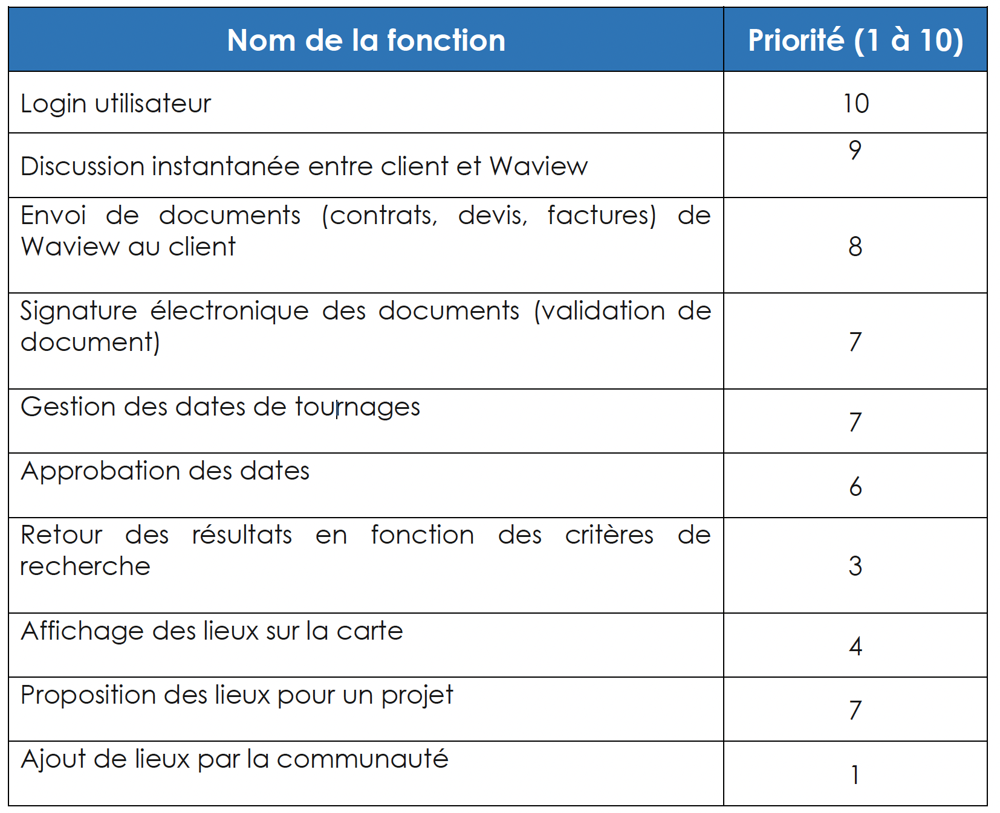 Nom de la fonction
Priorité (1 à 10)
Login utilisateur
10
Discussion instantanée entre client et Waview
9
Envoi de documents (contrats, devis, factures) de
Waview au client
8
Signature électronique des documents (validation de
document)
7
Gestion des dates de tournages
7
Approbation des dates
6
Retour des résultats en fonction des critères de
recherche
3
Affichage des lieux sur la carte
4
Proposition des lieux pour un projet
7
Ajout de lieux par la communauté
1